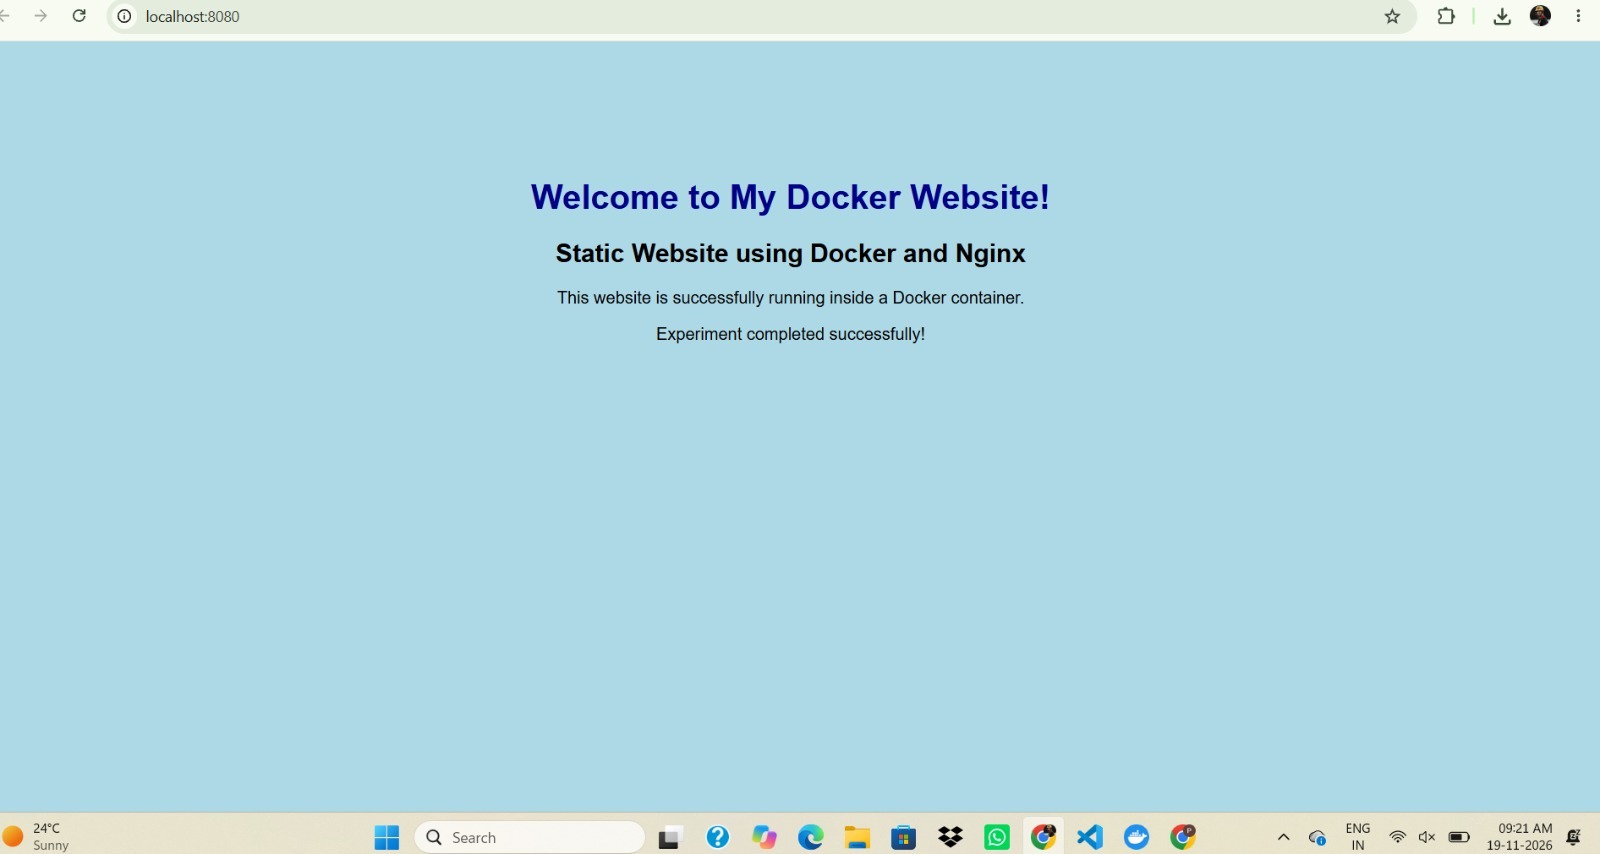 localhost:8080
Welcome to My Docker Website!
Static Website using Docker and Nginx
This website is successfully running inside a Docker container.
Experiment completed successfully!
24°C
Sunny
Search
ENG
IN
09:21 AM
19-11-2026